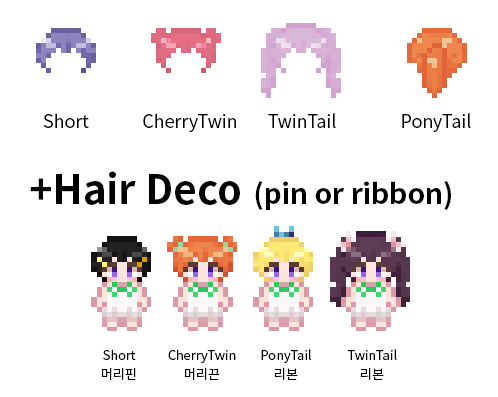 Short CherryTwin TwinTail PonyTail
+Hair Deco (pin or ribbon)
Short CherryTwin PonyTail TwinTail
머리핀 머리끈 리본 리본